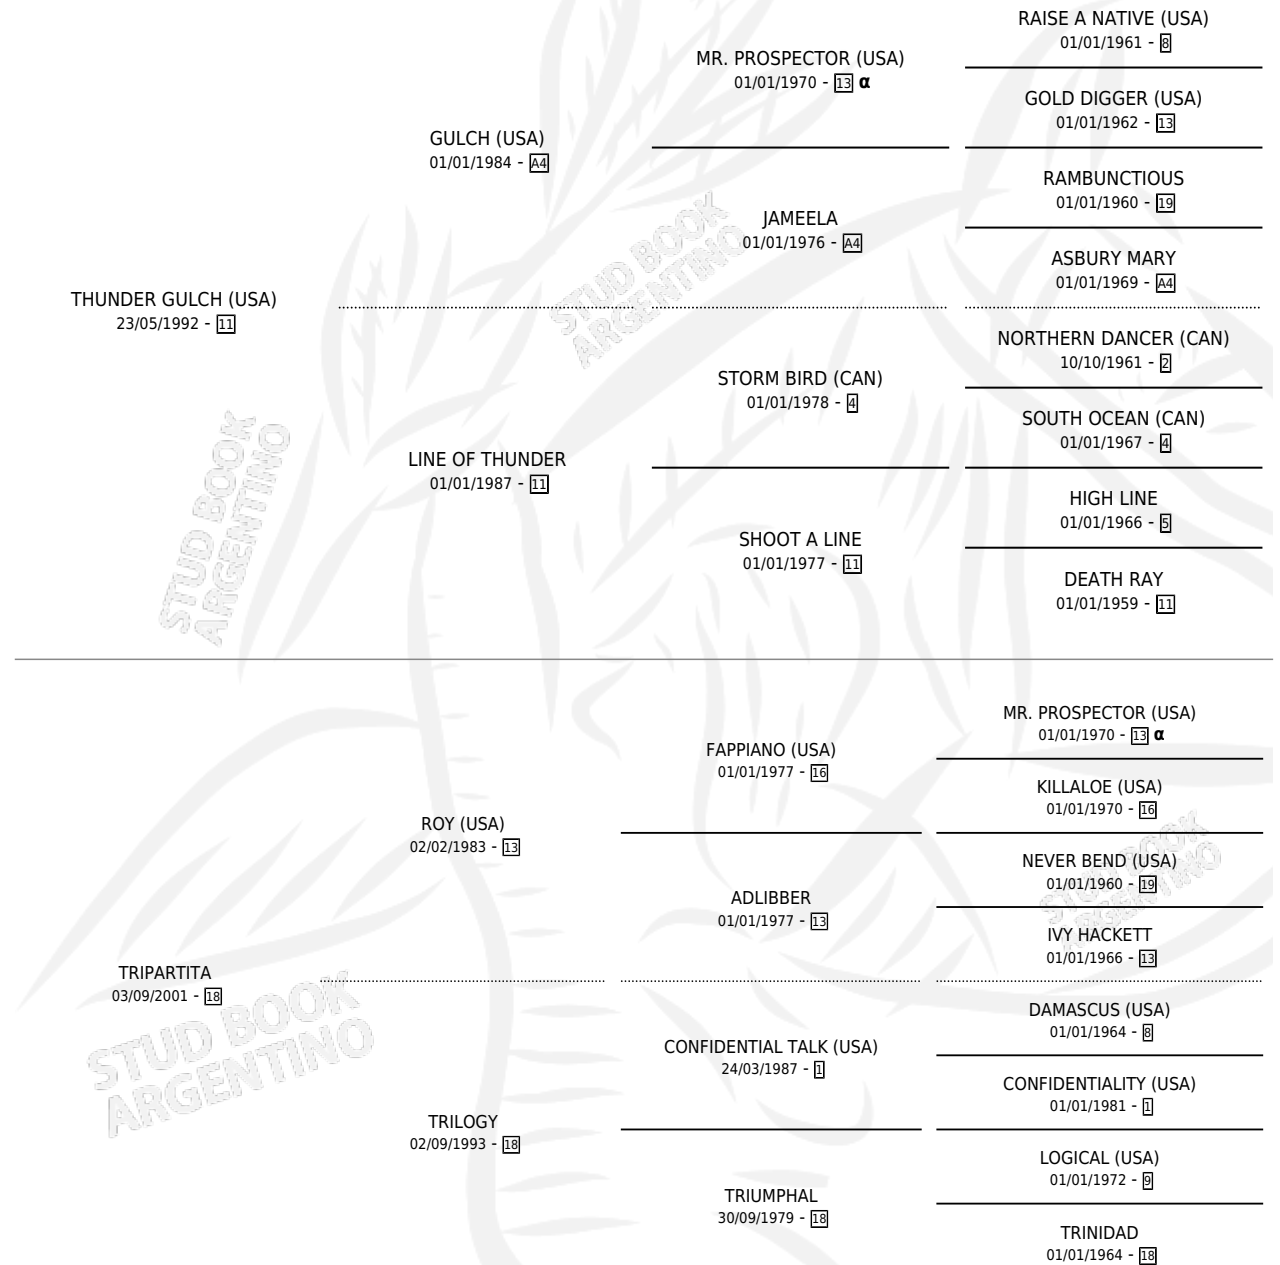 RAISE A NATIVE (USA)
01/01/1961 - 8
MR. PROSPECTOR (USA)
01/01/1970 - 13 α
GOLD DIGGER (USA)
01/01/1962 - 13
GULCH (USA)
01/01/1984 - A4
RAMBUNCTIOUS
01/01/1960 - 19
JAMEELA
01/01/1976 - A4
ASBURY MARY
01/01/1969 - A4
THUNDER GULCH (USA)
23/05/1992 - 11
NORTHERN DANCER (CAN)
10/10/1961 - 2
STORM BIRD (CAN)
01/01/1978 - 4
SOUTH OCEAN (CAN)
01/01/1967 - 4
LINE OF THUNDER
01/01/1987 - 11
HIGH LINE
01/01/1966 - 5
SHOOT A LINE
01/01/1977 - 11
DEATH RAY
01/01/1959 - 11
MR. PROSPECTOR (USA)
01/01/1970 - 13 α
FAPPIANO (USA)
01/01/1977 - 16
KILLALOE (USA)
01/01/1970 - 16
ROY (USA)
02/02/1983 - 13
NEVER BEND (USA)
01/01/1960 - 19
ADLIBBER
01/01/1977 - 13
IVY HACKETT
01/01/1966 - 13
TRIPARTITA
03/09/2001 - 18
DAMASCUS (USA)
01/01/1964 - 8
CONFIDENTIAL TALK (USA)
24/03/1987 - 1
CONFIDENTIALITY (USA)
01/01/1981 - 1
TRILOGY
02/09/1993 - 18
LOGICAL (USA)
01/01/1972 - 9
TRIUMPHAL
30/09/1979 - 18
TRINIDAD
01/01/1964 - 18
STUD BOOK
ARGENTINO
STUD BOOK
ARGENTINO
STUD BOOK
ARGENTINO
STUD BOOK
ARGENTINO